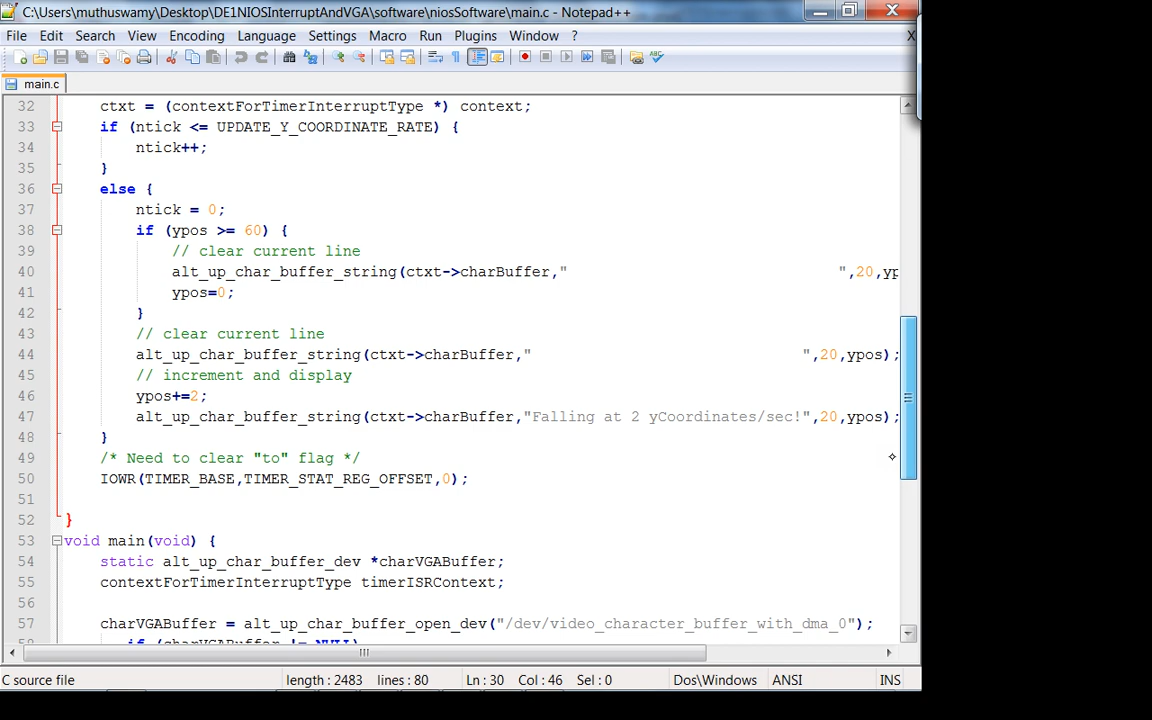 C:\Users\muthuswamy\Desktop\DE1NIOSInterruptAndVGA\software\niosSoftware\main.c - Notepad++
File Edit Search View Encoding Language Settings Macro Run Plugins Window ? X
main.c
32 ctxt = (contextForTimerInterruptType *) context;
33 if (ntick <= UPDATE_Y_COORDINATE_RATE) {
34 ntick++;
35 }
36 else {
37 ntick = 0;
38 if (ypos >= 60) {
39 // clear current line
40 alt_up_char_buffer_string(ctxt->charBuffer," ",20,yp
41 ypos=0;
42 }
43 // clear current line
44 alt_up_char_buffer_string(ctxt->charBuffer," ",20,ypos);
45 // increment and display
46 ypos+=2;
47 alt_up_char_buffer_string(ctxt->charBuffer,"Falling at 2 yCoordinates/sec!",20,ypos);
48 }
49 /* Need to clear "to" flag */
50 IOWR(TIMER_BASE,TIMER_STAT_REG_OFFSET,0);
51
52 }
53 void main(void) {
54 static alt_up_char_buffer_dev *charVGABuffer;
55 contextForTimerInterruptType timerISRContext;
56
57 charVGABuffer = alt_up_char_buffer_open_dev("/dev/video_character_buffer_with_dma_0");
58 if (charVGABuffer != NULL)
C source file length : 2483 lines : 80 Ln : 30 Col : 46 Sel : 0 Dos\Windows ANSI INS